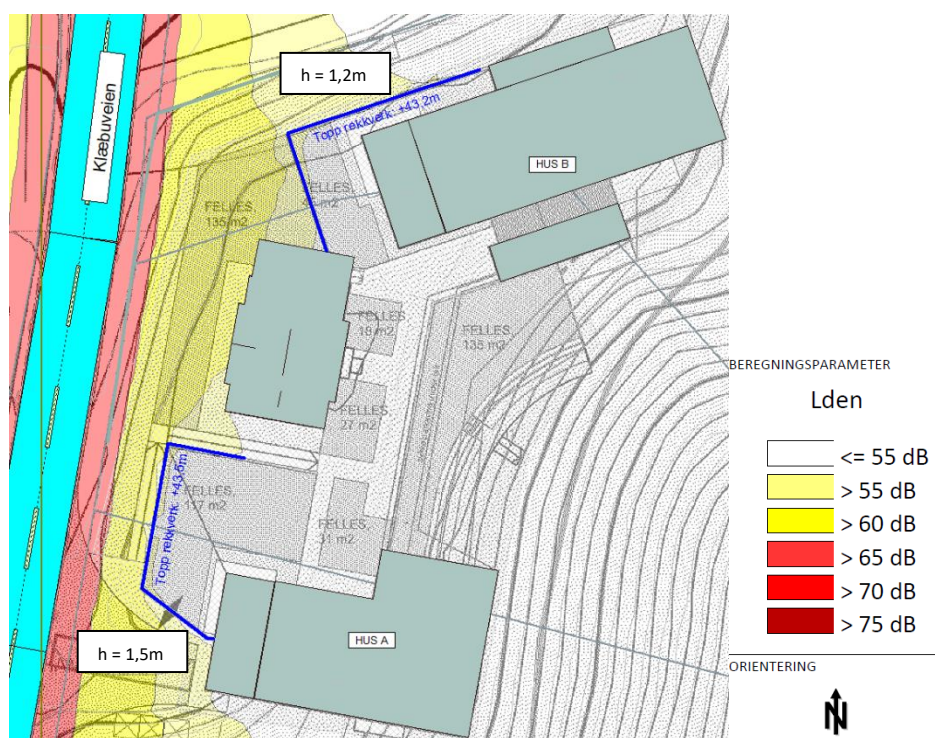 h = 1,2m
Klæbuveien
Topp rekkverk: +43,2m
HUS B
FELLES,
FELLES,
135 m2
FELLES,
18 m2
FELLES,
135 m2
FELLES,
27 m2
Topp rekkverk: +43,5m
FELLES,
117 m2
FELLES,
31 m2
HUS A
h = 1,5m
BEREGNINGSPARAMETER
Lden
<= 55 dB
> 55 dB
> 60 dB
> 65 dB
> 70 dB
> 75 dB
ORIENTERING
N